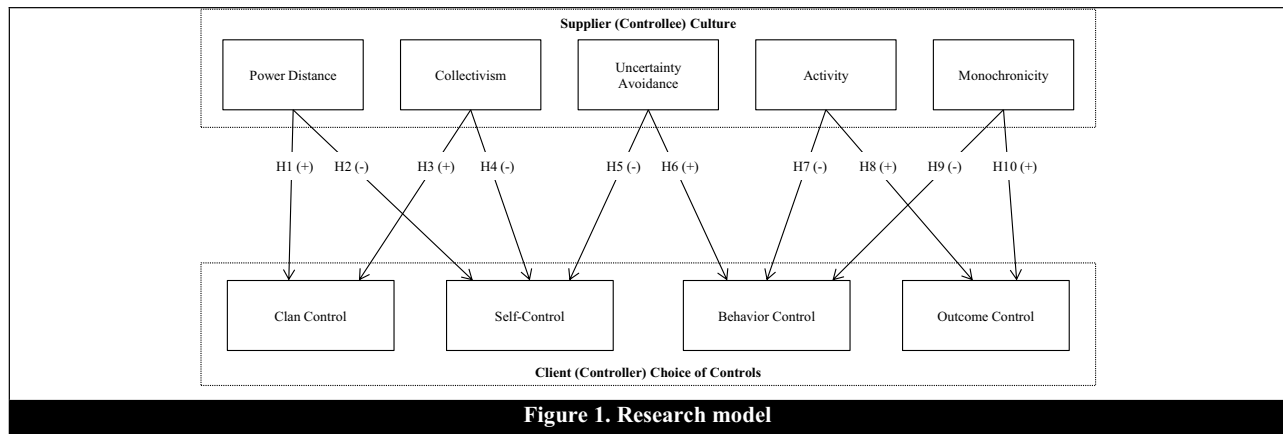 Supplier (Controllee) Culture
Power Distance
Collectivism
Uncertainty
Avoidance
Activity
Monochronicity
H1 (+)
H2 (-)
H3 (+)
H4 (-)
H5 (-)
H6 (+)
H7 (-)
H8 (+)
H9 (-)
H10 (+)
Clan Control
Self-Control
Behavior Control
Outcome Control
Client (Controller) Choice of Controls
Figure 1. Research model